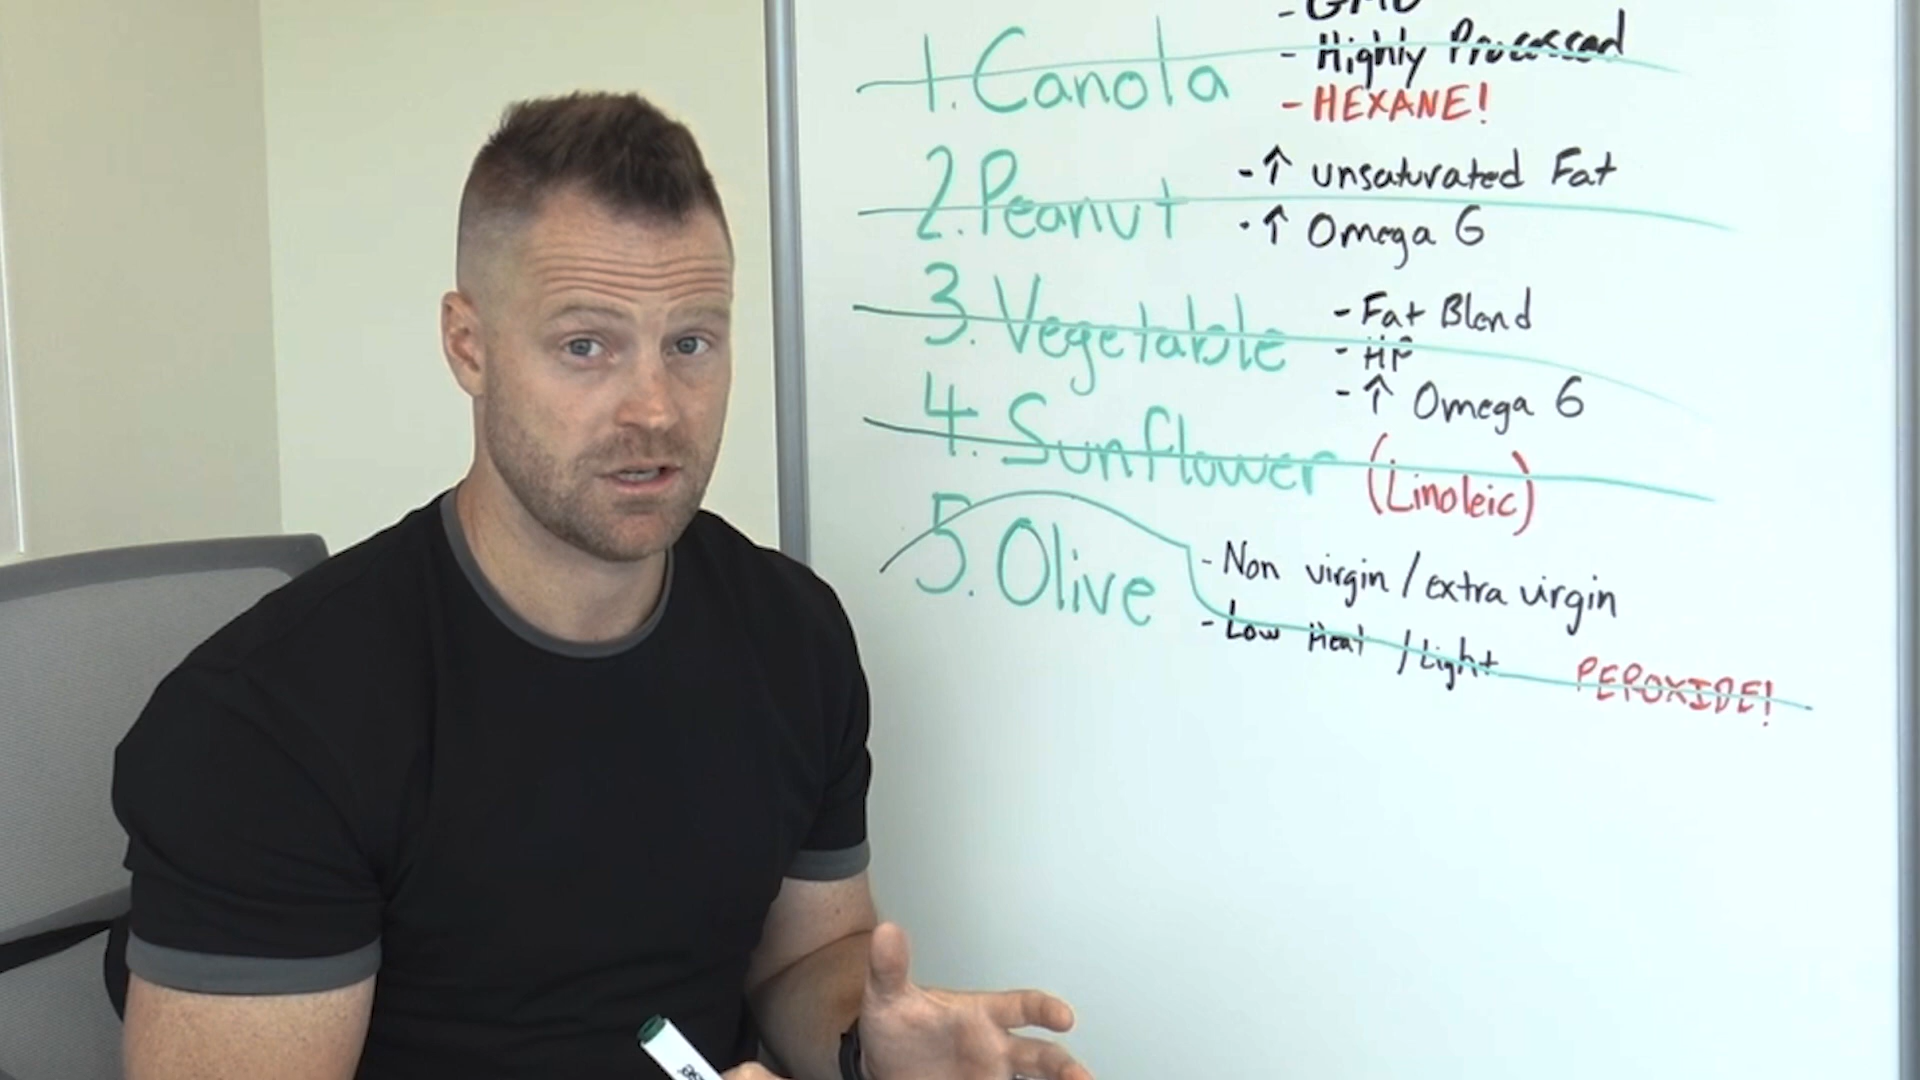 - GMO
1. Canola
- Highly Processed
- HEXANE!
2. Peanut
- ↑ unsaturated Fat
- ↑ Omega 6
3. Vegetable
- Fat Blend
- HP
- ↑ Omega 6
4. Sunflower (Linoleic)
5. Olive
- Non virgin / extra virgin
- Low Heat / Light PEROXIDE!